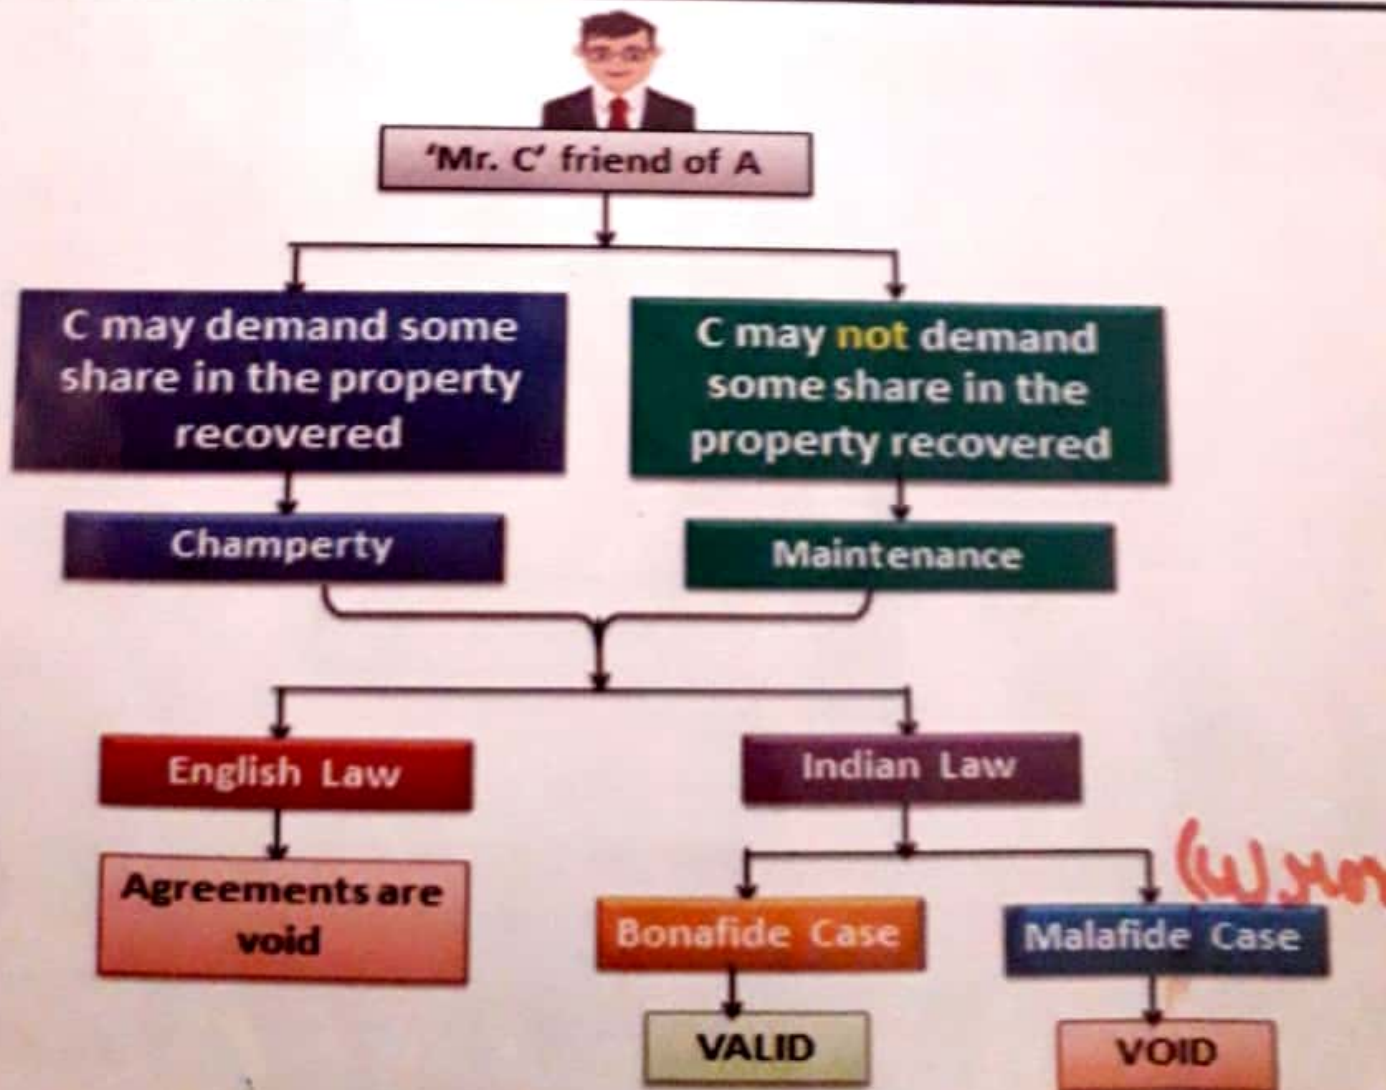 'Mr. C' friend of A
C may demand some
share in the property
recovered
C may not demand
some share in the
property recovered
Champerty
Maintenance
English Law
Indian Law
Agreements are
void
Bonafide Case
Malafide Case
VALID
VOID